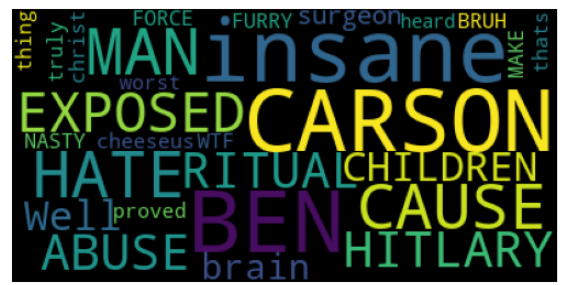 thing FORCE FURRY surgeon heard BRUH
truly christ MAN insane MAKE thats
worst
EXPOSED CARSON
NASTY cheeseus WTF
HATE RITUAL CHILDREN
Well proved BEN CAUSE
ABUSE brain HITLARY